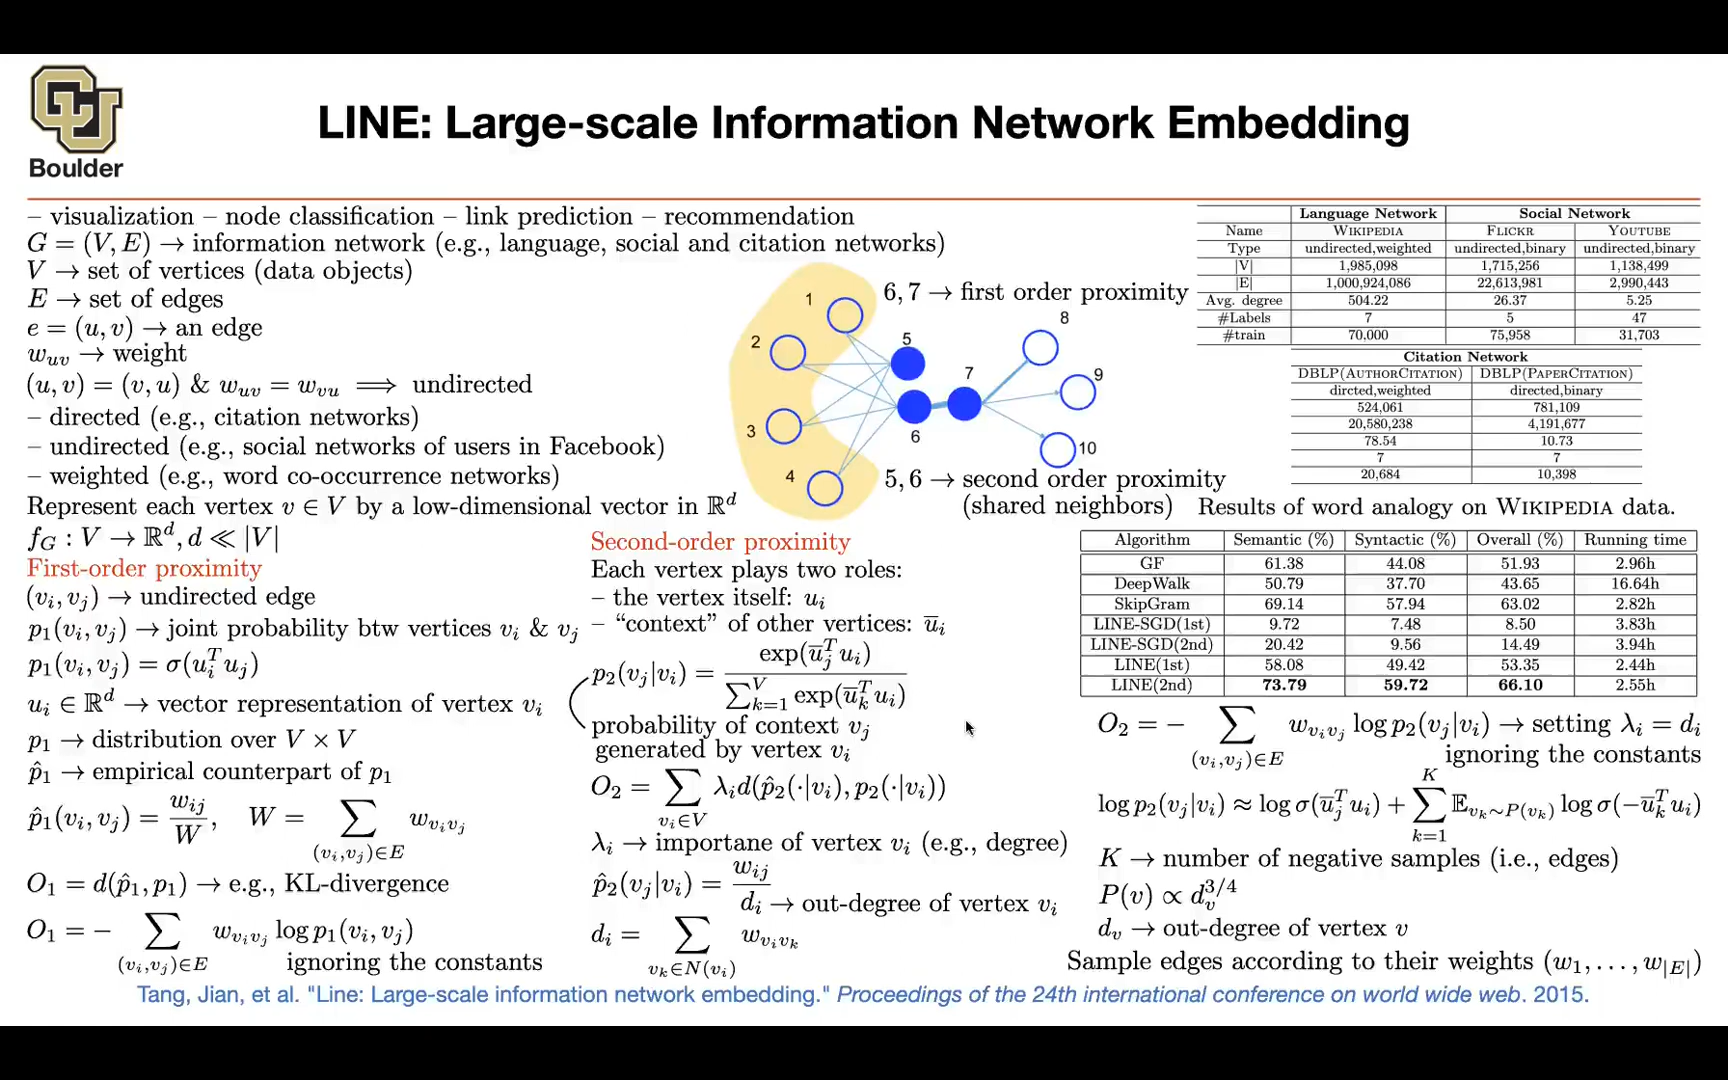 Boulder
LINE: Large-scale Information Network Embedding
– visualization – node classification – link prediction – recommendation
G = (V, E) → information network (e.g., language, social and citation networks)
V → set of vertices (data objects)
E → set of edges
e = (u, v) → an edge
w_{uv} → weight
(u, v) = (v, u) & w_{uv} = w_{vu} ⟹ undirected
– directed (e.g., citation networks)
– undirected (e.g., social networks of users in Facebook)
– weighted (e.g., word co-occurrence networks)
Represent each vertex v ∈ V by a low-dimensional vector in ℝ^d
f_G : V → ℝ^d, d ≪ |V|
First-order proximity
(v_i, v_j) → undirected edge
p_1(v_i, v_j) → joint probability btw vertices v_i & v_j
p_1(v_i, v_j) = σ(u_i^T u_j)
u_i ∈ ℝ^d → vector representation of vertex v_i
p_1 → distribution over V × V
p̂_1 → empirical counterpart of p_1
p̂_1(v_i, v_j) = w_{ij}/W, W = ∑_{(v_i,v_j)∈E} w_{v_i v_j}
O_1 = d(p̂_1, p_1) → e.g., KL-divergence
O_1 = − ∑_{(v_i,v_j)∈E} w_{v_i v_j} log p_1(v_i, v_j)
ignoring the constants
1
2
3
4
5
6
7
8
9
10
6, 7 → first order proximity
5, 6 → second order proximity
(shared neighbors)
Second-order proximity
Each vertex plays two roles:
– the vertex itself: u_i
– “context” of other vertices: ū_i
p_2(v_j|v_i) = exp(ū_j^T u_i) / ∑_{k=1}^V exp(ū_k^T u_i)
probability of context v_j
generated by vertex v_i
O_2 = ∑_{v_i∈V} λ_i d(p̂_2(·|v_i), p_2(·|v_i))
λ_i → importane of vertex v_i (e.g., degree)
p̂_2(v_j|v_i) = w_{ij}/d_i → out-degree of vertex v_i
d_i = ∑_{v_k∈N(v_i)} w_{v_i v_k}
Language Network Social Network
Name WIKIPEDIA FLICKR YOUTUBE
Type undirected,weighted undirected,binary undirected,binary
|V| 1,985,098 1,715,256 1,138,499
|E| 1,000,924,086 22,613,981 2,990,443
Avg. degree 504.22 26.37 5.25
#Labels 7 5 47
#train 70,000 75,958 31,703
Citation Network
DBLP(AUTHORCITATION) DBLP(PAPERCITATION)
dircted,weighted directed,binary
524,061 781,109
20,580,238 4,191,677
78.54 10.73
7 7
20,684 10,398
Results of word analogy on WIKIPEDIA data.
Algorithm Semantic (%) Syntactic (%) Overall (%) Running time
GF 61.38 44.08 51.93 2.96h
DeepWalk 50.79 37.70 43.65 16.64h
SkipGram 69.14 57.94 63.02 2.82h
LINE-SGD(1st) 9.72 7.48 8.50 3.83h
LINE-SGD(2nd) 20.42 9.56 14.49 3.94h
LINE(1st) 58.08 49.42 53.35 2.44h
LINE(2nd) 73.79 59.72 66.10 2.55h
O_2 = − ∑_{(v_i,v_j)∈E} w_{v_i v_j} log p_2(v_j|v_i) → setting λ_i = d_i
ignoring the constants
log p_2(v_j|v_i) ≈ log σ(ū_j^T u_i) + ∑_{k=1}^K 𝔼_{v_k∼P(v_k)} log σ(−ū_k^T u_i)
K → number of negative samples (i.e., edges)
P(v) ∝ d_v^{3/4}
d_v → out-degree of vertex v
Sample edges according to their weights (w_1, . . . , w_{|E|})
Tang, Jian, et al. "Line: Large-scale information network embedding." Proceedings of the 24th international conference on world wide web. 2015.